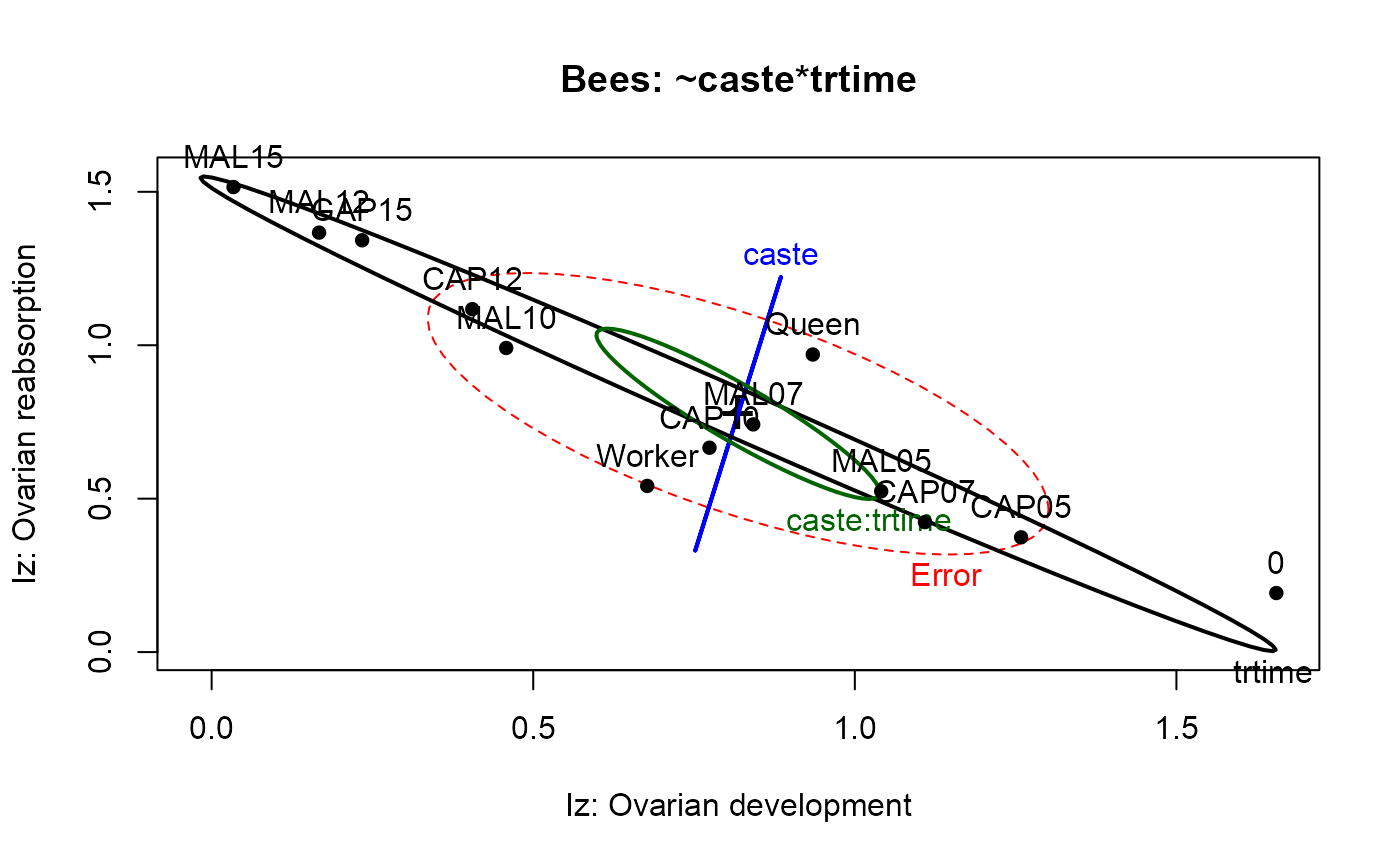 Bees: ~caste*trtime
MAL15
MAL12
CAP15
caste
CAP12
MAL10
Queen
MAL07
CAP10
Worker
MAL05
CAP07
CAP05
caste:trtime
Error
0
trtime
Iz: Ovarian reabsorption
1.5
1.0
0.5
0.0
0.0 0.5 1.0 1.5
Iz: Ovarian development